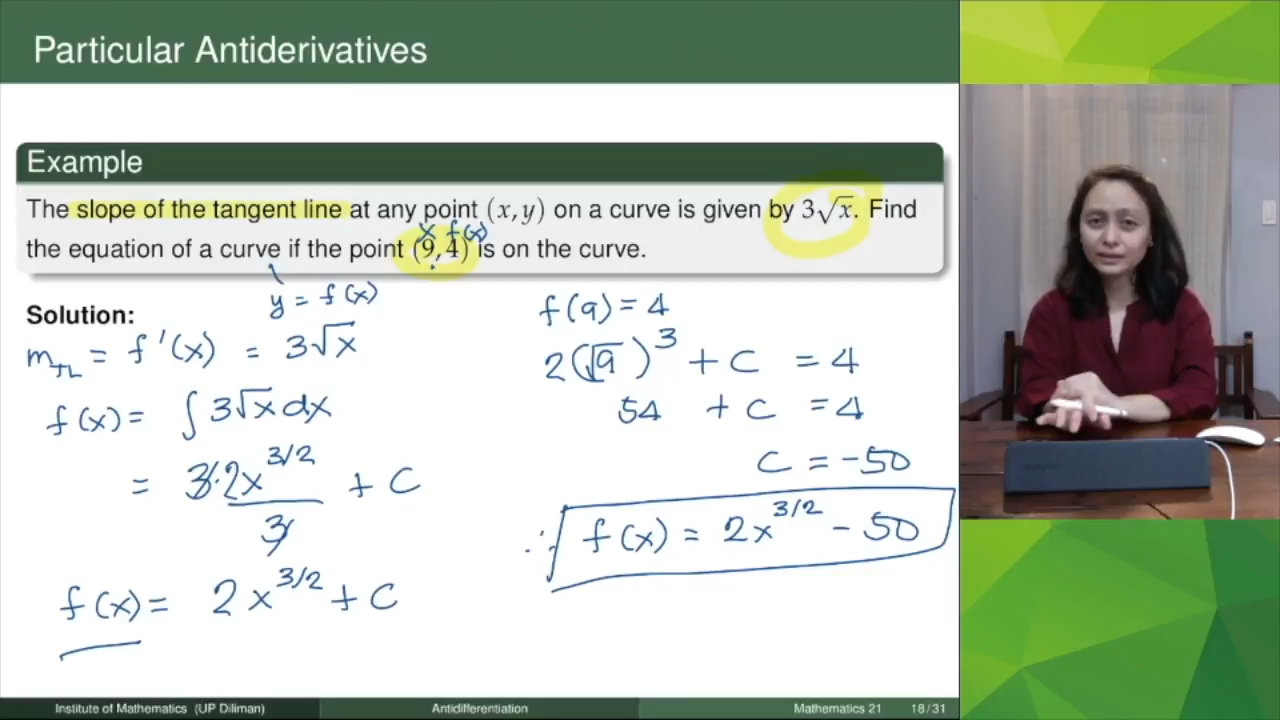 Particular Antiderivatives
Example
The slope of the tangent line at any point (x, y) on a curve is given by 3√x. Find
x f(x)
the equation of a curve if the point (9, 4) is on the curve.
y = f(x)
Solution:
m_TL = f'(x) = 3√x
f(x) = ∫ 3√x dx
= 3·2x^3/2 / 3 + C
f(x) = 2x^3/2 + C
f(9) = 4
2(√9)^3 + C = 4
54 + C = 4
C = -50
∴ f(x) = 2x^3/2 - 50
Institute of Mathematics (UP Diliman) Antidifferentiation Mathematics 21 18/31